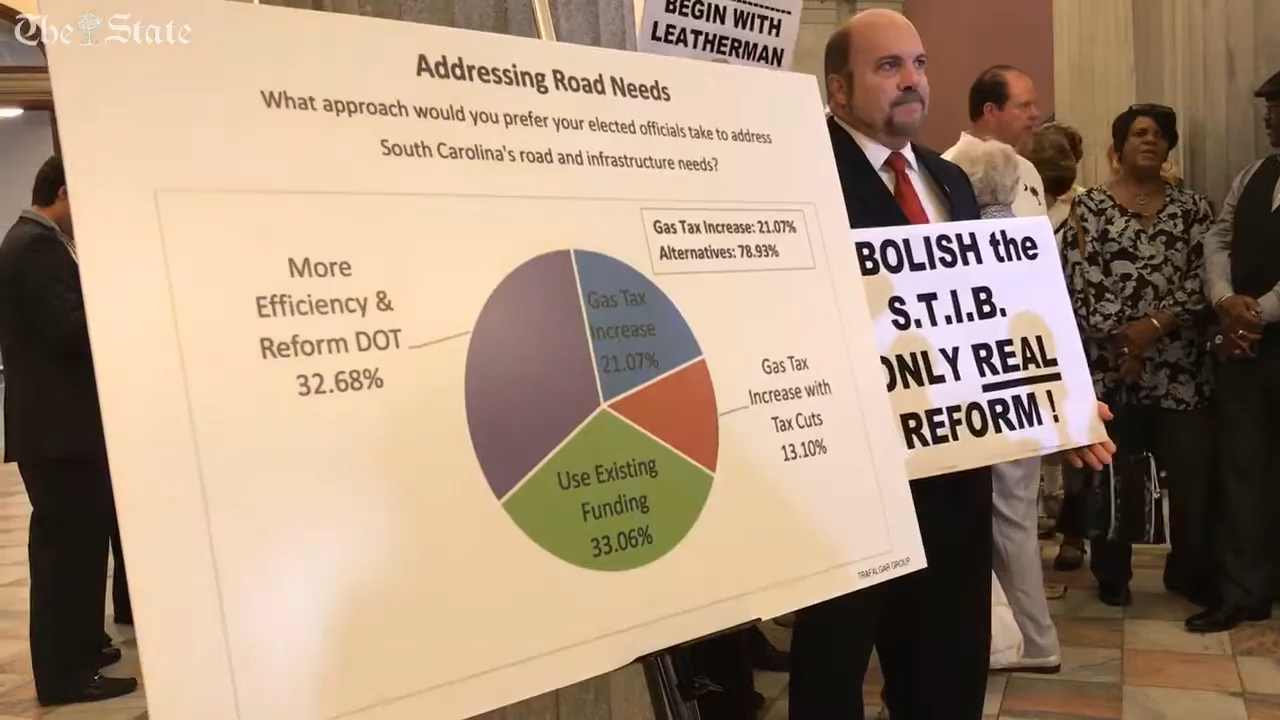 The State
BEGIN WITH
LEATHERMAN
Addressing Road Needs
What approach would you prefer your elected officials take to address
South Carolina's road and infrastructure needs?
Gas Tax Increase: 21.07%
Alternatives: 78.93%
More
Efficiency &
Reform DOT
32.68%
Gas Tax
Increase
21.07%
Gas Tax
Increase with
Tax Cuts
13.10%
Use Existing
Funding
33.06%
TRAFALGAR GROUP
BOLISH the
S.T.I.B.
ONLY REAL
REFORM!